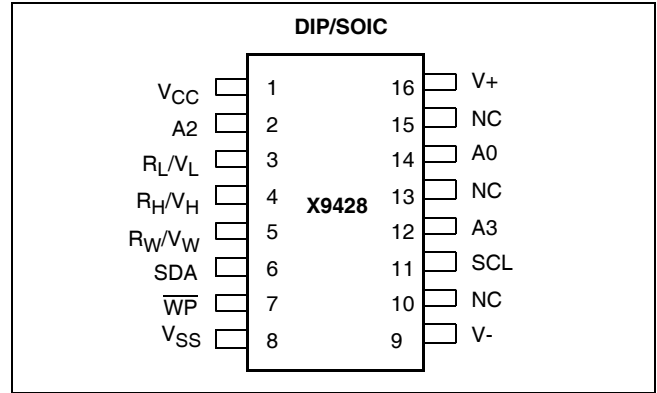 DIP/SOIC
VCC 1 16 V+
A2 2 15 NC
RL/VL 3 14 A0
RH/VH 4 13 NC
X9428
RW/VW 5 12 A3
SDA 6 11 SCL
WP 7 10 NC
VSS 8 9 V-